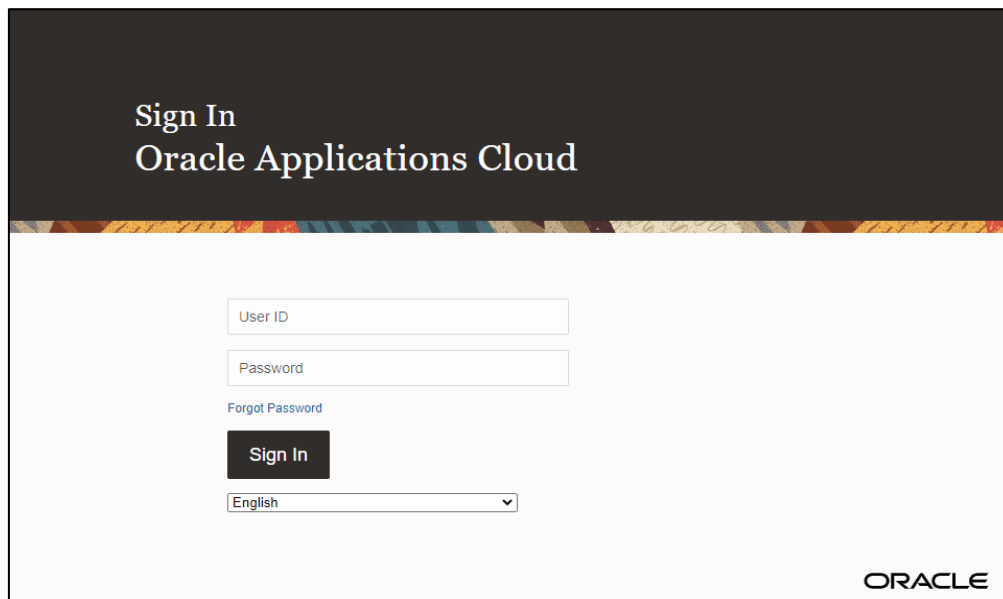 Sign In
Oracle Applications Cloud
User ID
Password
Forgot Password
Sign In
English
ORACLE